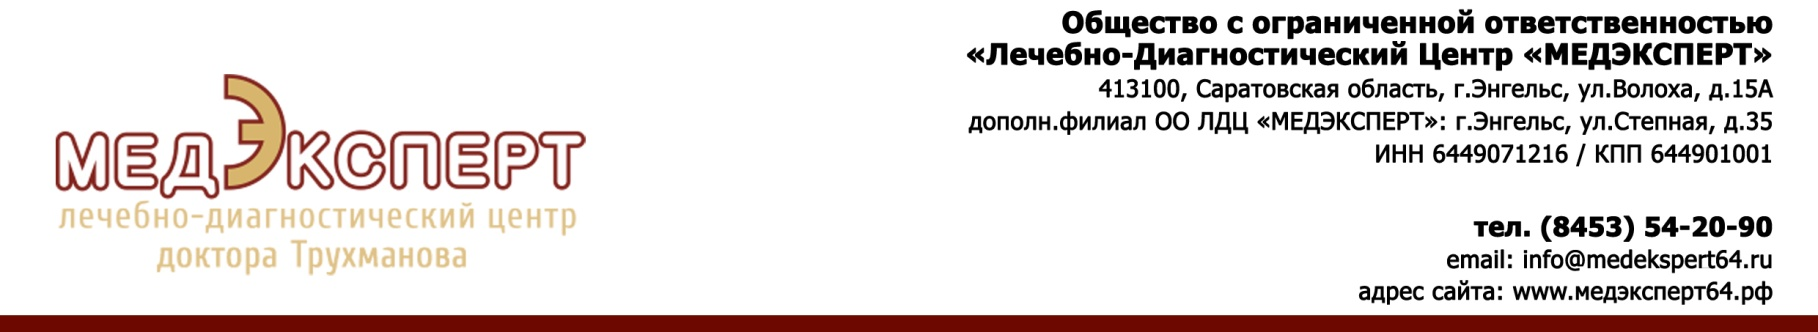 МЕДЭКСПЕРТ
лечебно-диагностический центр
доктора Трухманова
Общество с ограниченной ответственностью
«Лечебно-Диагностический Центр «МЕДЭКСПЕРТ»
413100, Саратовская область, г.Энгельс, ул.Волоха, д.15А
дополн.филиал ОО ЛДЦ «МЕДЭКСПЕРТ»: г.Энгельс, ул.Степная, д.35
ИНН 6449071216 / КПП 644901001
тел. (8453) 54-20-90
email: info@medekspert64.ru
адрес сайта: www.медэксперт64.рф